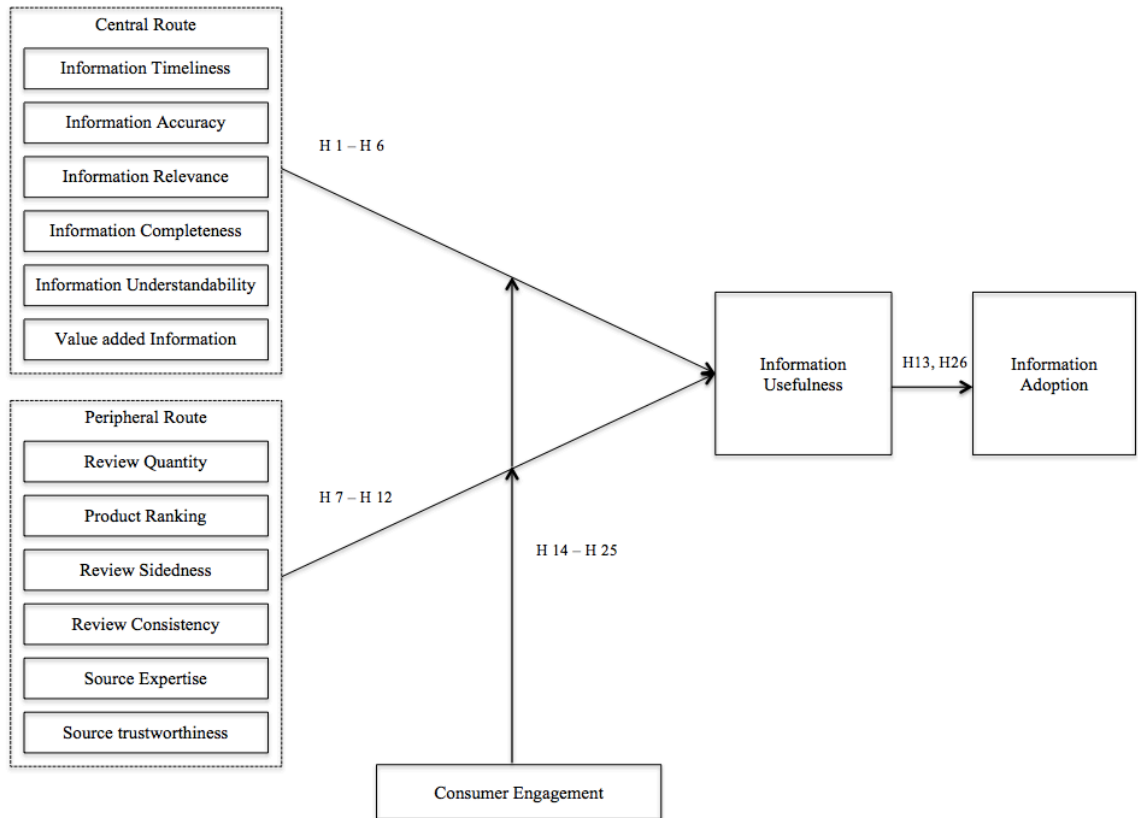 Central Route
Information Timeliness
Information Accuracy
Information Relevance
Information Completeness
Information Understandability
Value added Information
Peripheral Route
Review Quantity
Product Ranking
Review Sidedness
Review Consistency
Source Expertise
Source trustworthiness
H 1 – H 6
H 7 – H 12
H 14 – H 25
Consumer Engagement
Information
Usefulness
H13, H26
Information
Adoption